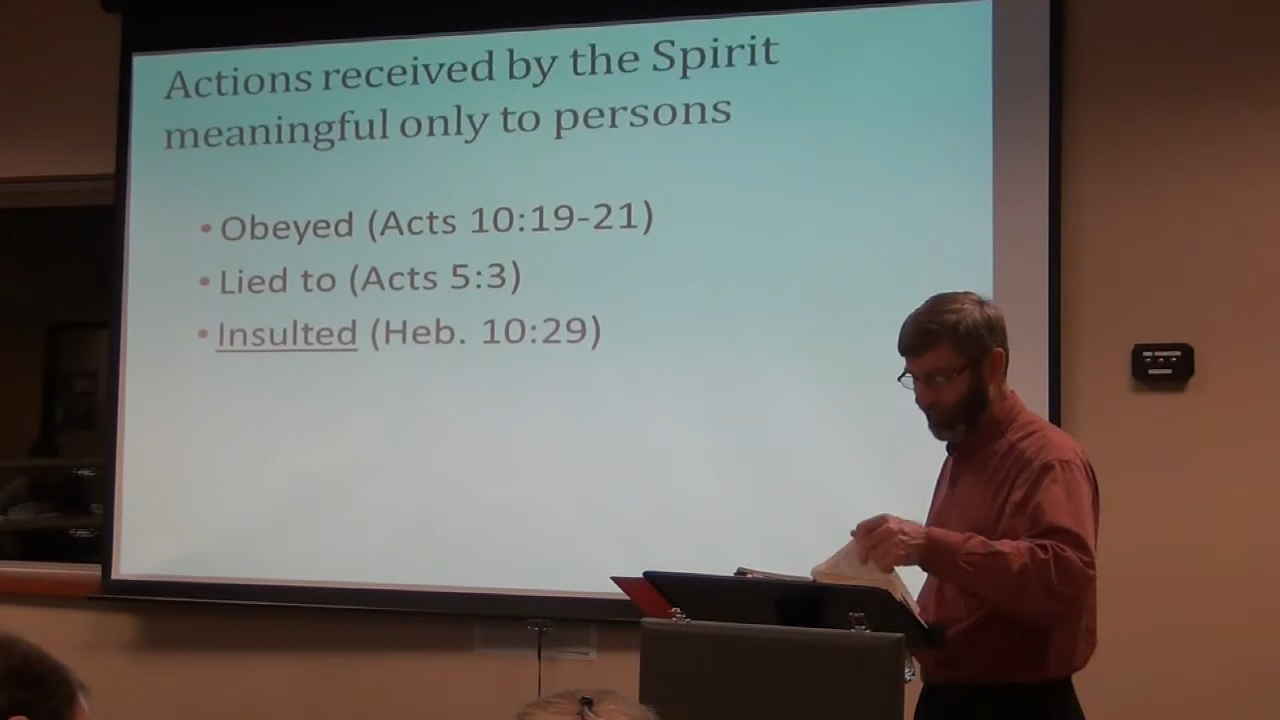 Actions received by the Spirit
meaningful only to persons
• Obeyed (Acts 10:19-21)
• Lied to (Acts 5:3)
• Insulted (Heb. 10:29)